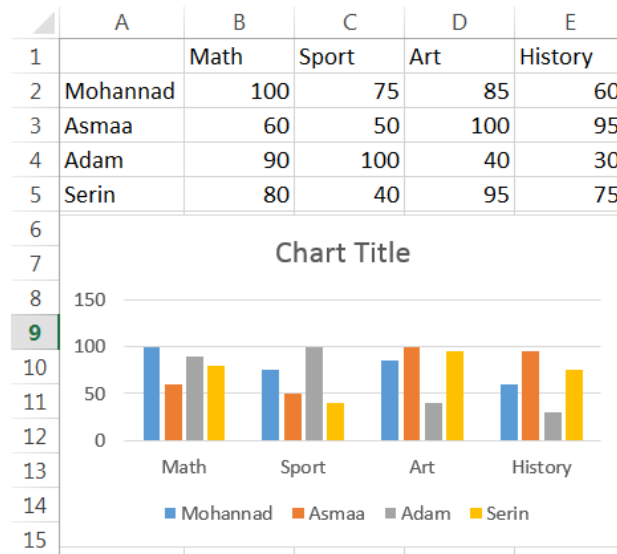 A B C D E
1 Math Sport Art History
2 Mohannad 100 75 85 60
3 Asmaa 60 50 100 95
4 Adam 90 100 40 30
5 Serin 80 40 95 75
6
7 Chart Title
8 150
9 100
10
11 50
12 0
13 Math Sport Art History
14 Mohannad Asmaa Adam Serin
15